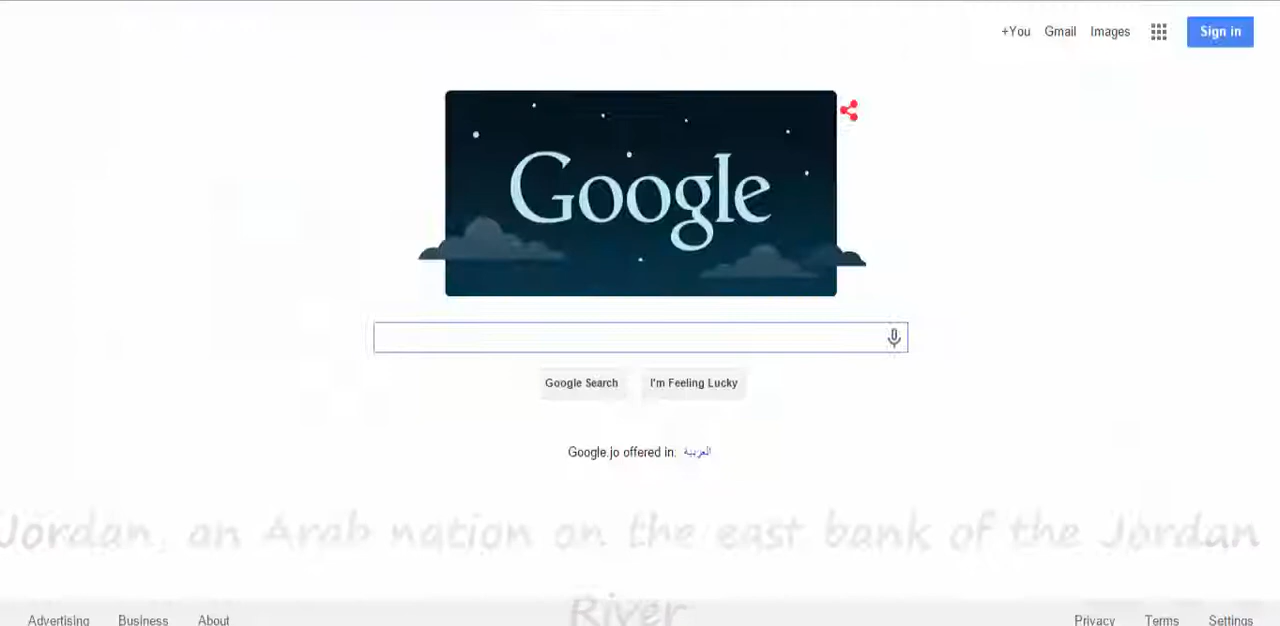 +You Gmail Images Sign in
Google
Google Search I'm Feeling Lucky
Google.jo offered in: العربية
Jordan, an Arab nation on the east bank of the Jordan
River
Advertising Business About Privacy Terms Settings